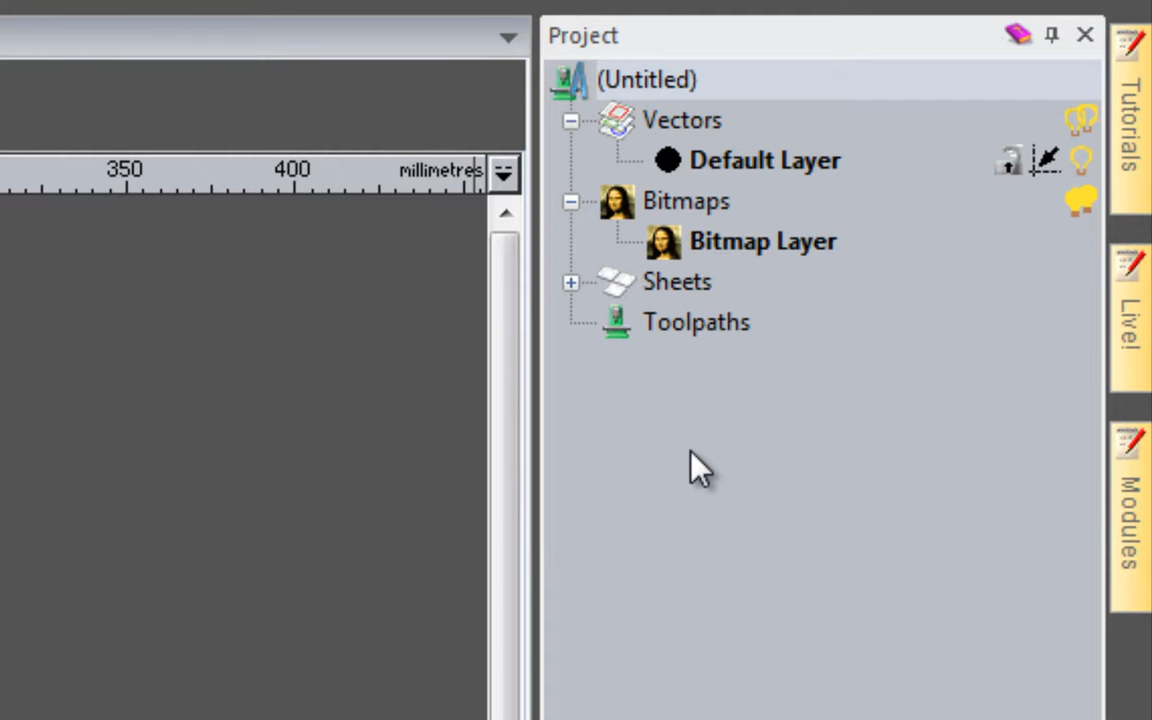 Project
(Untitled)
Vectors
Default Layer
Bitmaps
Bitmap Layer
Sheets
Toolpaths
350
400
millimetres
Tutorials
Live!
Modules